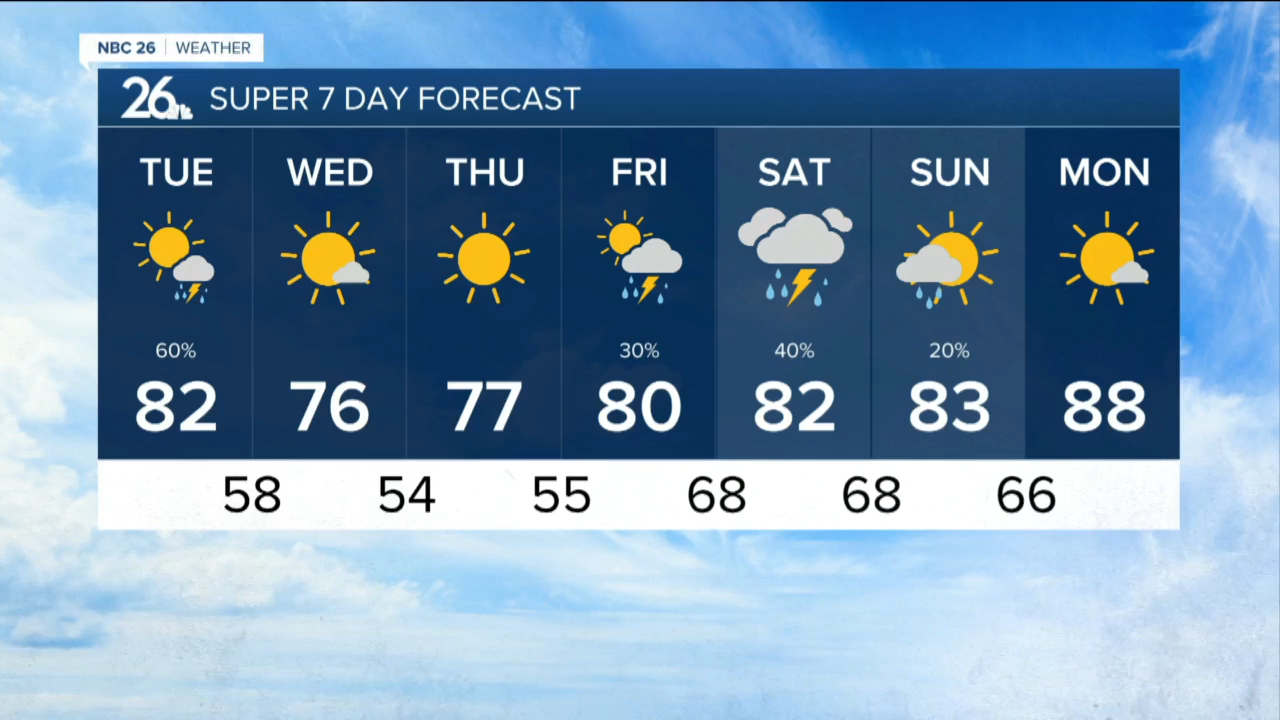 NBC 26 | WEATHER
26 SUPER 7 DAY FORECAST
TUE WED THU FRI SAT SUN MON
60% 30% 40% 20%
82 76 77 80 82 83 88
58 54 55 68 68 66